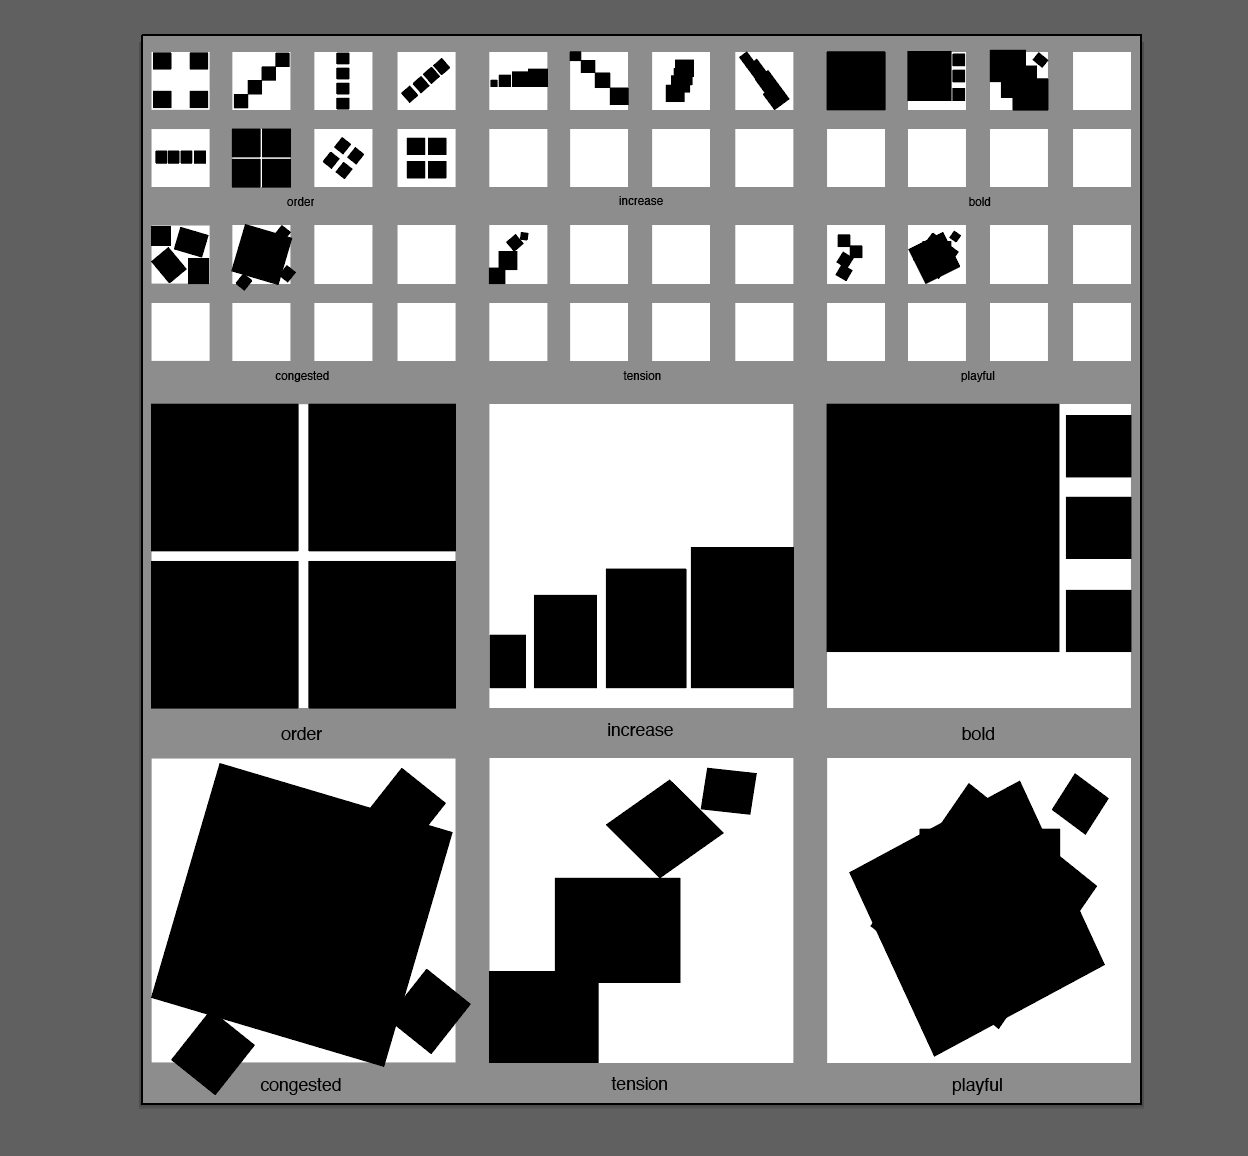 order
increase
bold
congested
tension
playful
order
increase
bold
congested
tension
playful